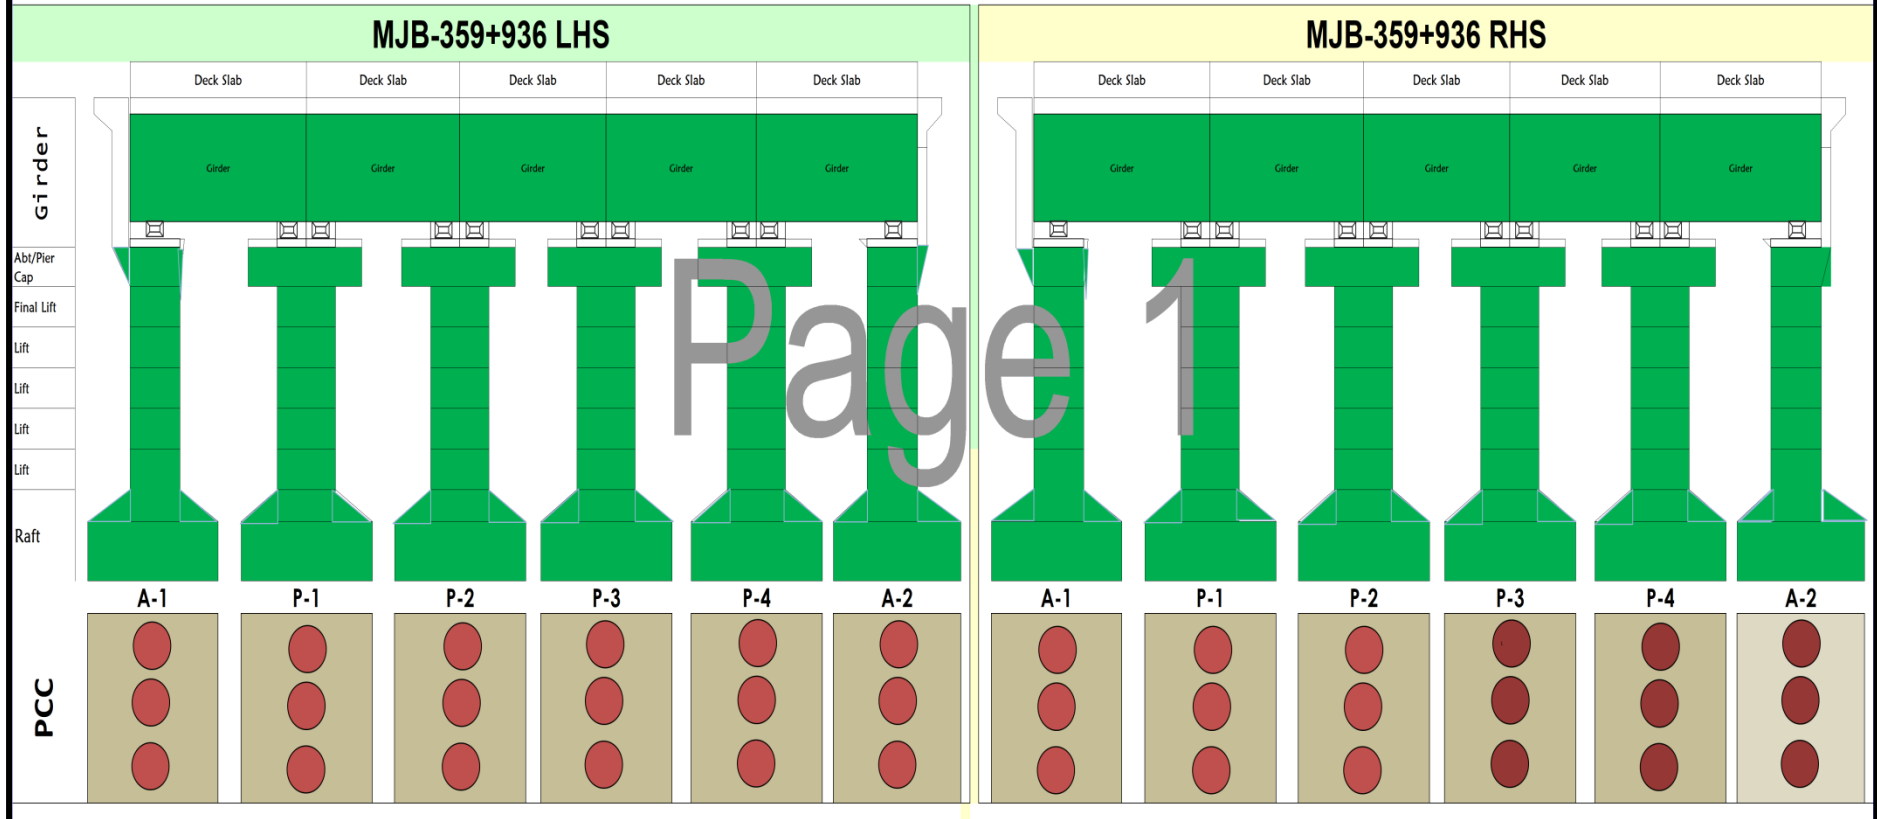 MJB-359+936 LHS
MJB-359+936 RHS
Deck Slab Deck Slab Deck Slab Deck Slab Deck Slab
Deck Slab Deck Slab Deck Slab Deck Slab Deck Slab
Girder
Girder Girder Girder Girder Girder
Girder Girder Girder Girder Girder
Abt/Pier
Cap
Final Lift
Lift
Lift
Lift
Lift
Raft
Page 1
A-1 P-1 P-2 P-3 P-4 A-2
A-1 P-1 P-2 P-3 P-4 A-2
PCC